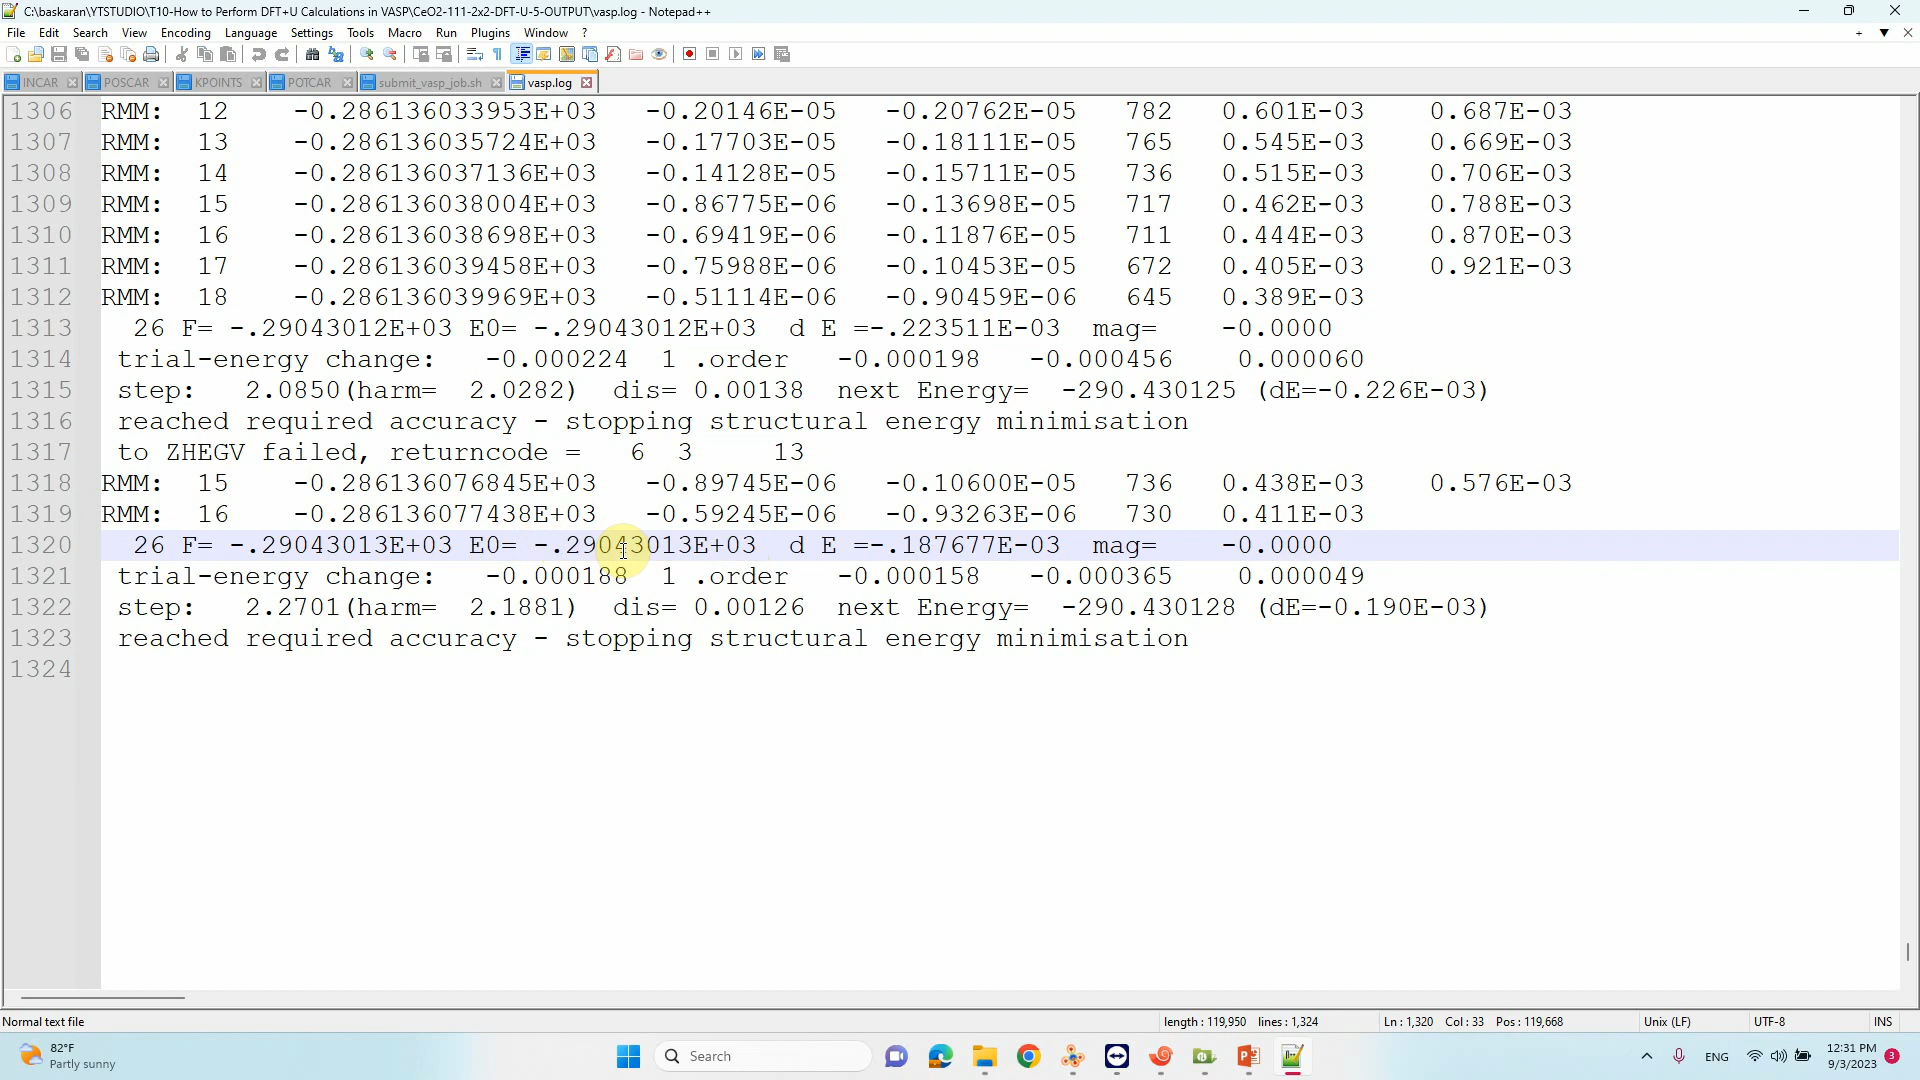 C:\baskaran\YTSTUDIO\T10-How to Perform DFT+U Calculations in VASP\CeO2-111-2x2-DFT-U-5-OUTPUT\vasp.log - Notepad++
File Edit Search View Encoding Language Settings Tools Macro Run Plugins Window ?
INCAR POSCAR KPOINTS POTCAR submit_vasp_job.sh vasp.log
1306 RMM: 12 -0.286136033953E+03 -0.20146E-05 -0.20762E-05 782 0.601E-03 0.687E-03
1307 RMM: 13 -0.286136035724E+03 -0.17703E-05 -0.18111E-05 765 0.545E-03 0.669E-03
1308 RMM: 14 -0.286136037136E+03 -0.14128E-05 -0.15711E-05 736 0.515E-03 0.706E-03
1309 RMM: 15 -0.286136038004E+03 -0.86775E-06 -0.13698E-05 717 0.462E-03 0.788E-03
1310 RMM: 16 -0.286136038698E+03 -0.69419E-06 -0.11876E-05 711 0.444E-03 0.870E-03
1311 RMM: 17 -0.286136039458E+03 -0.75988E-06 -0.10453E-05 672 0.405E-03 0.921E-03
1312 RMM: 18 -0.286136039969E+03 -0.51114E-06 -0.90459E-06 645 0.389E-03
1313 26 F= -.29043012E+03 E0= -.29043012E+03 d E =-.223511E-03 mag= -0.0000
1314 trial-energy change: -0.000224 1 .order -0.000198 -0.000456 0.000060
1315 step: 2.0850(harm= 2.0282) dis= 0.00138 next Energy= -290.430125 (dE=-0.226E-03)
1316 reached required accuracy - stopping structural energy minimisation
1317 to ZHEGV failed, returncode = 6 3 13
1318 RMM: 15 -0.286136076845E+03 -0.89745E-06 -0.10600E-05 736 0.438E-03 0.576E-03
1319 RMM: 16 -0.286136077438E+03 -0.59245E-06 -0.93263E-06 730 0.411E-03
1320 26 F= -.29043013E+03 E0= -.29043013E+03 d E =-.187677E-03 mag= -0.0000
1321 trial-energy change: -0.000188 1 .order -0.000158 -0.000365 0.000049
1322 step: 2.2701(harm= 2.1881) dis= 0.00126 next Energy= -290.430128 (dE=-0.190E-03)
1323 reached required accuracy - stopping structural energy minimisation
1324
Normal text file length : 119,950 lines : 1,324 Ln : 1,320 Col : 33 Pos : 119,668 Unix (LF) UTF-8 INS
82°F
Partly sunny
Search
ENG
12:31 PM
9/3/2023
3